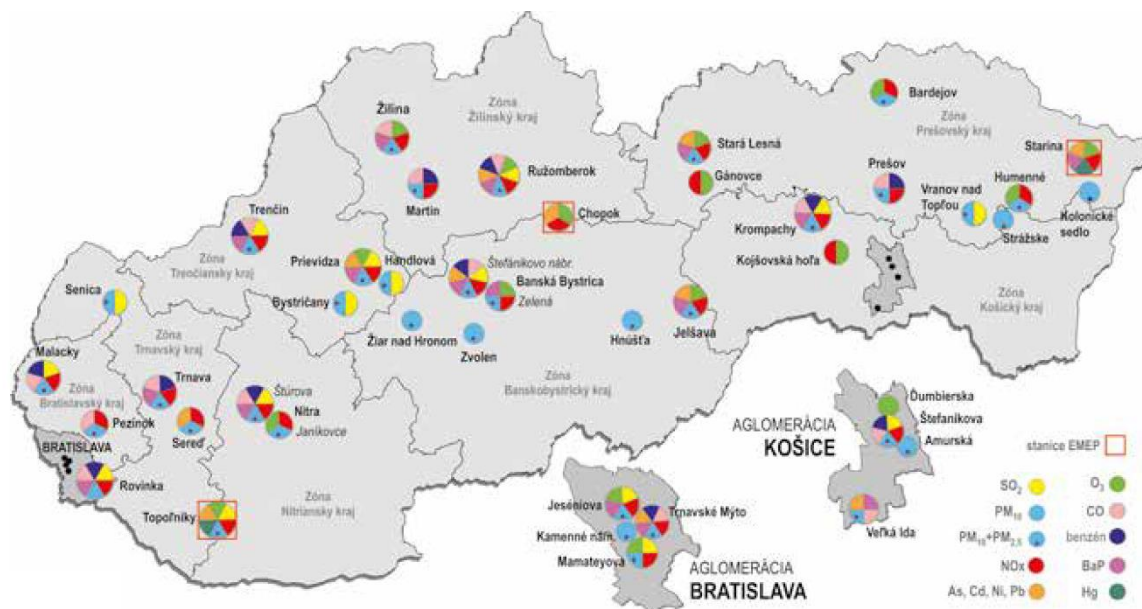 Bardejov
Zóna
Prešovský kraj
Zóna
Žilinský kraj
Žilina
Stará Lesná
Starina
Ružomberok
Gánovce
Prešov
Humenné
Martin
Vranov nad
Topľou
Kolonické
sedlo
Strážske
Trenčín
Chopok
Krompachy
Zóna
Trenčiansky kraj
Prievidza
Handlová
Štefánikovo nábr.
Banská Bystrica
Zelená
Kojšovská hoľa
Senica
Bystričany
Zóna
Košický kraj
Jelšava
Žiar nad Hronom
Zvolen
Hnúšťa
Zóna
Trnavský kraj
Malacky
Trnava
Zóna
Bratislavský kraj
Štúrova
Nitra
Janíkovce
Zóna
Banskobystrický kraj
Pezinok
Sereď
BRATISLAVA
Rovinka
Topoľníky
Zóna
Nitriansky kraj
Ďumbierska
Štefánikova
Amurská
AGLOMERÁCIA
KOŠICE
Veľká Ida
Jeséniova
Trnavské Mýto
Kamenné nám.
Mamateyova
AGLOMERÁCIA
BRATISLAVA
stanice EMEP
SO2
O3
PM10
CO
PM10+PM2,5
benzén
NOx
BaP
As, Cd, Ni, Pb
Hg